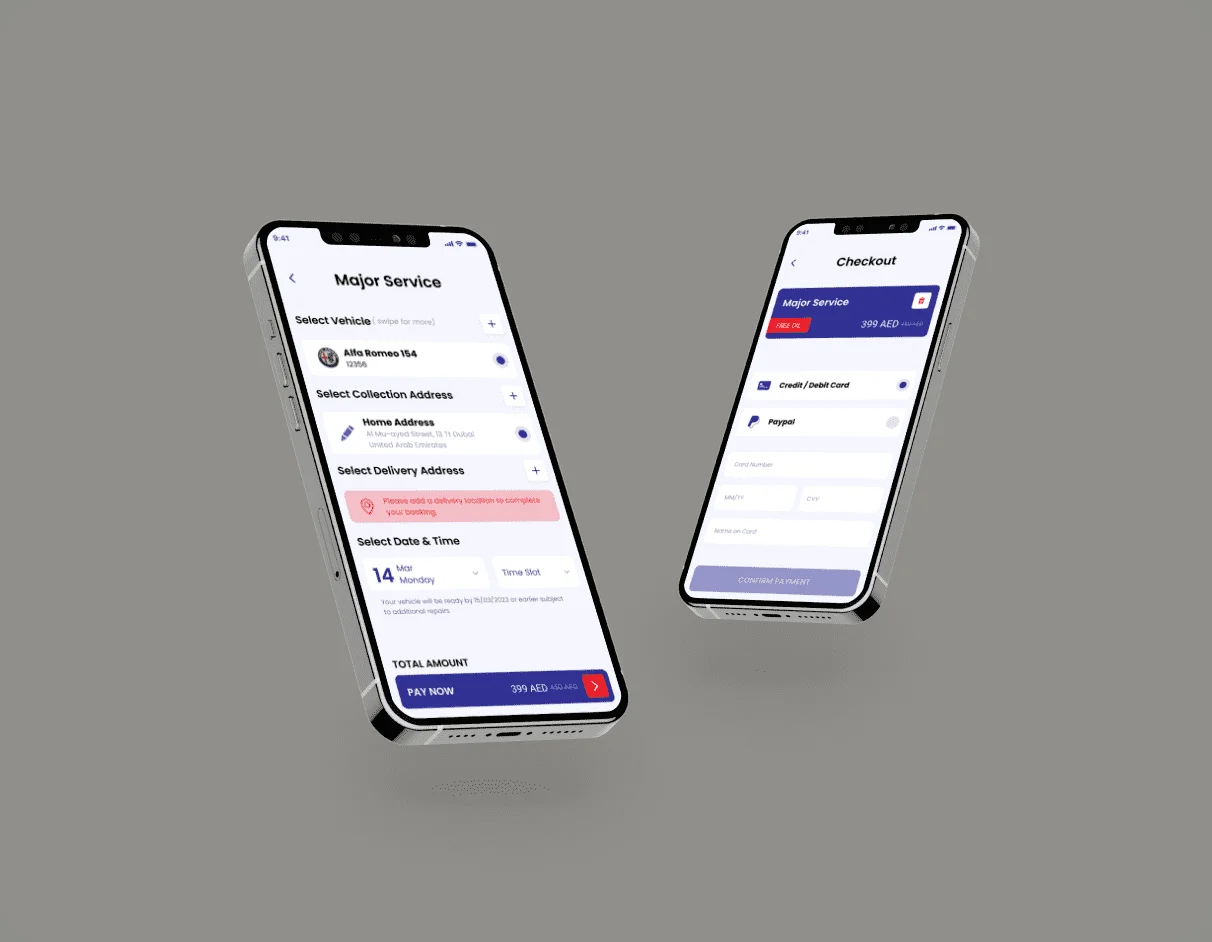 9:41
Major Service
Select Vehicle ( swipe for more)
Alfa Romeo 154
12356
Select Collection Address
Home Address
Al Mu-ayed Street, 13 11 Dubai
United Arab Emirates
Select Delivery Address
Please add a delivery location to complete
your booking.
Select Date & Time
14 Mar
Monday
Time Slot
Your vehicle will be ready by 15/03/2023 or earlier subject
to additional repairs.
TOTAL AMOUNT
PAY NOW 399 AED 450 AED
9:41
Checkout
Major Service
FREE OIL 399 AED 450 AED
Credit / Debit Card
Paypal
Card Number
MM/YY CVV
Name on Card
CONFIRM PAYMENT